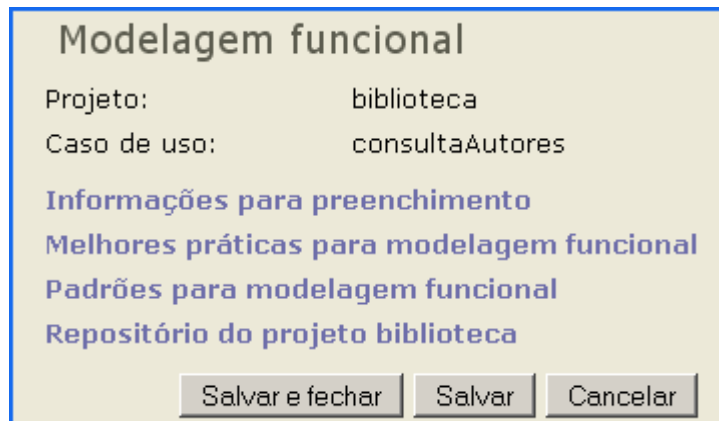 Modelagem funcional
Projeto: biblioteca
Caso de uso: consultaAutores
Informações para preenchimento
Melhores práticas para modelagem funcional
Padrões para modelagem funcional
Repositório do projeto biblioteca
Salvar e fechar Salvar Cancelar